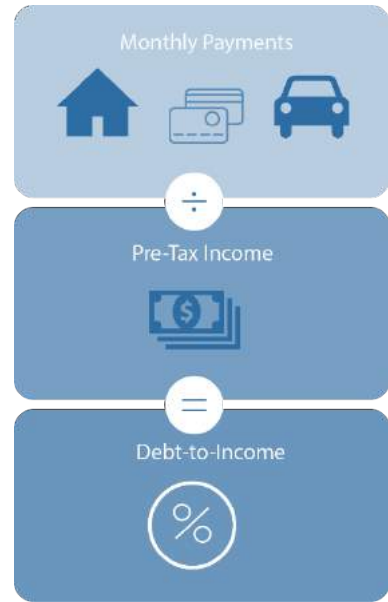 Monthly Payments
÷
Pre-Tax Income
$
=
Debt-to-Income
%